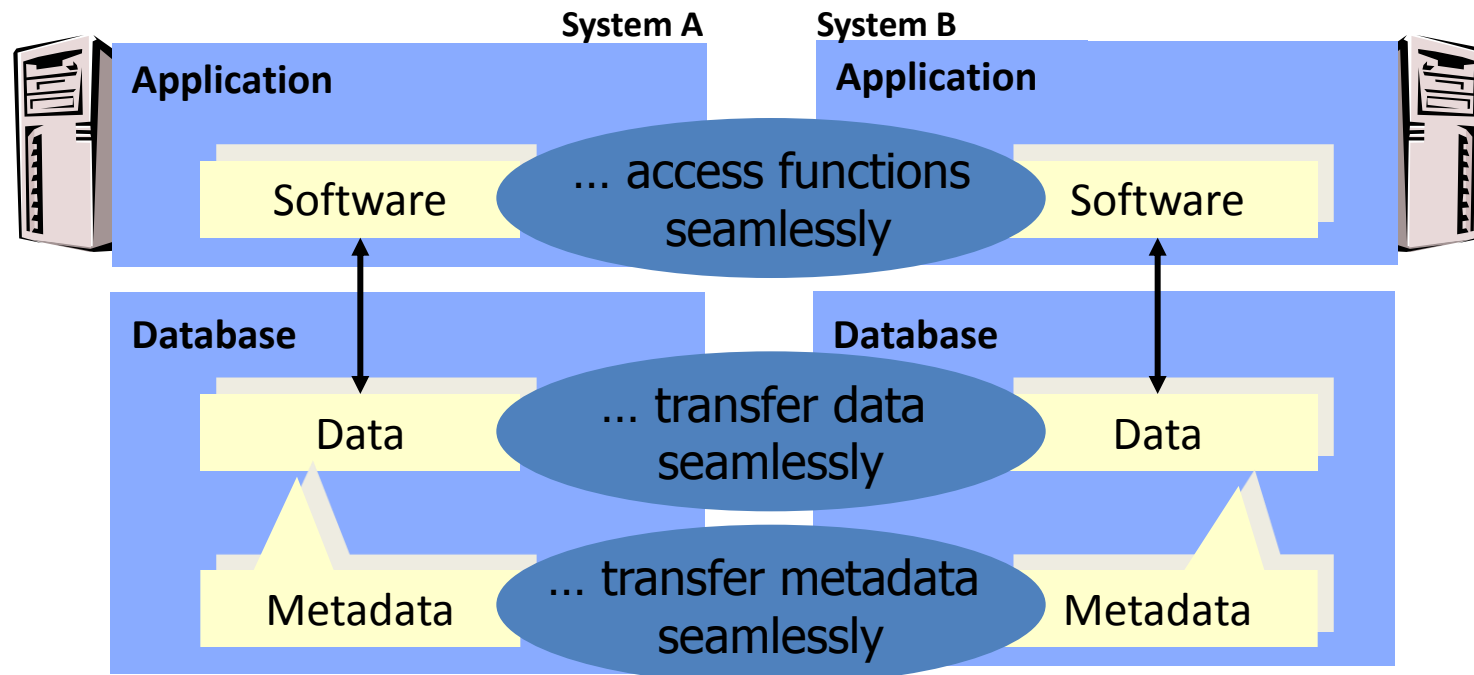 System A
System B
Application
Application
Software
… access functions
seamlessly
Software
Database
Database
Data
… transfer data
seamlessly
Data
Metadata
… transfer metadata
seamlessly
Metadata